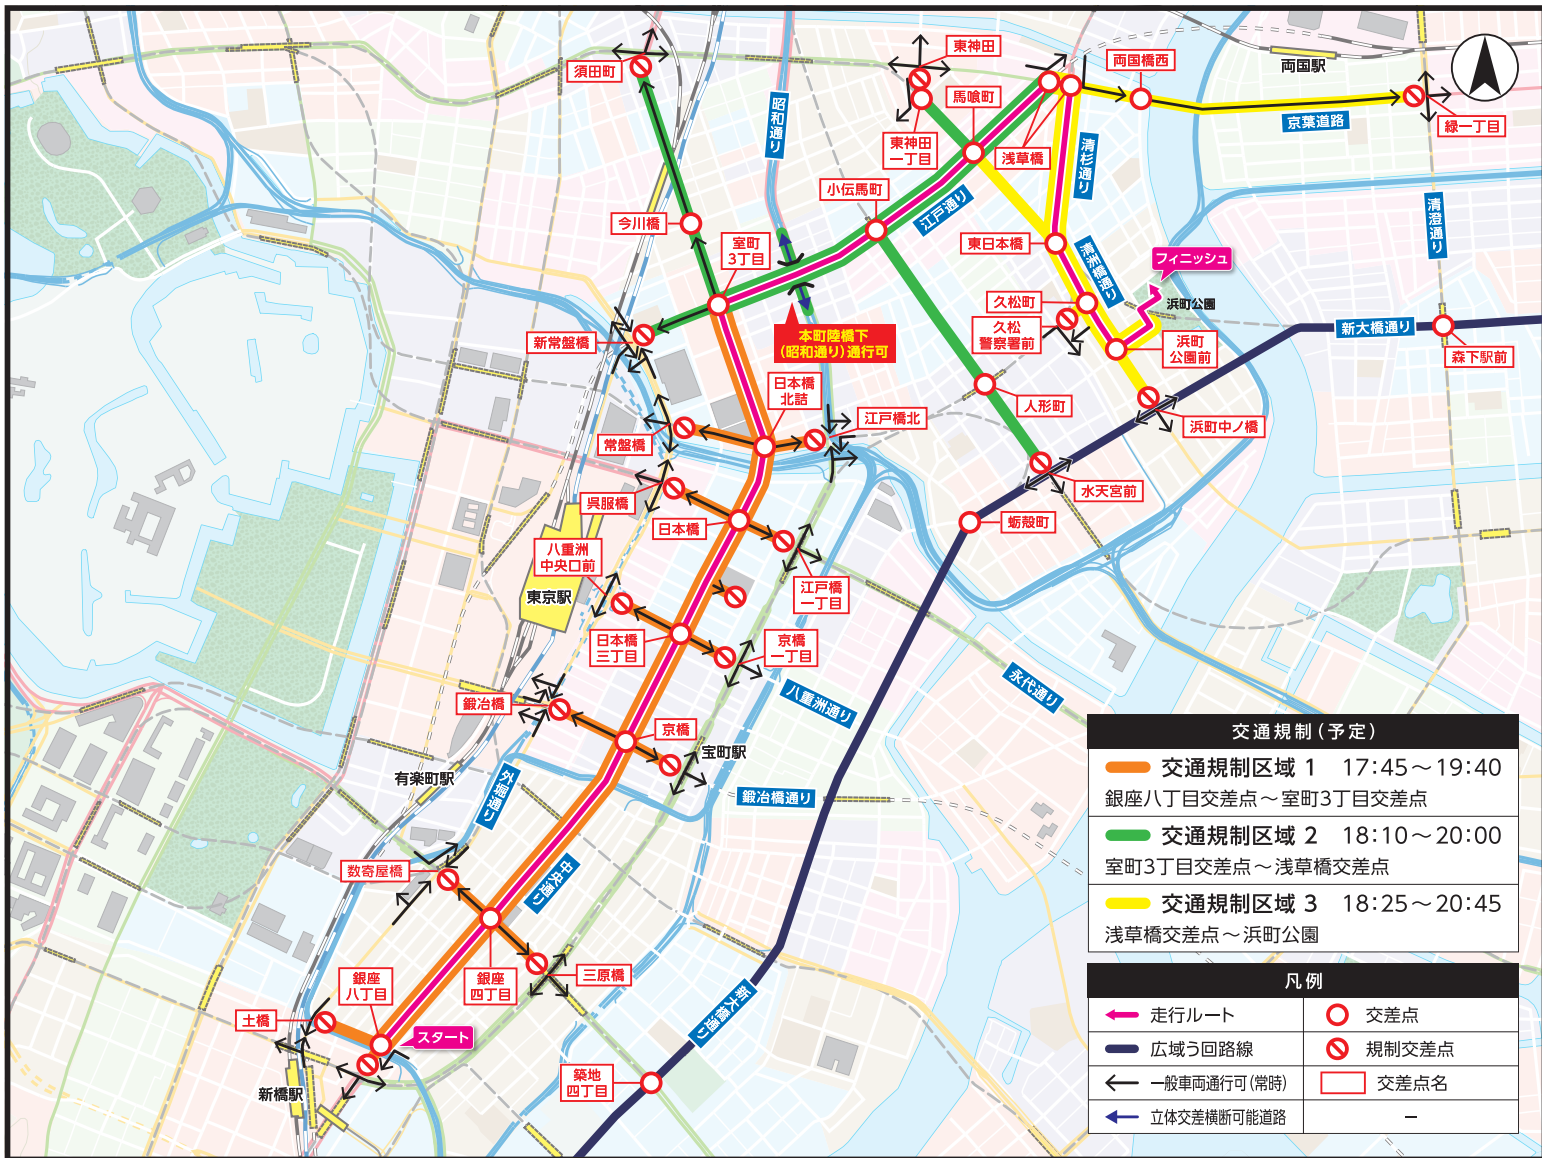 須田町
東神田
両国橋西
両国駅
馬喰町
昭和通り
東神田
一丁目
浅草橋
京葉道路
緑一丁目
清杉通り
小伝馬町
江戸通り
清澄通り
今川橋
室町
3丁目
東日本橋
清洲橋通り
フィニッシュ
浜町公園
久松町
久松
警察署前
新大橋通り
森下駅前
新常盤橋
本町陸橋下
(昭和通り)通行可
浜町
公園前
日本橋
北詰
人形町
江戸橋北
浜町中ノ橋
常盤橋
水天宮前
呉服橋
日本橋
蛎殻町
八重洲
中央口前
東京駅
江戸橋
一丁目
日本橋
三丁目
京橋
一丁目
永代通り
八重洲通り
鍛冶橋
京橋
宝町駅
有楽町駅
外堀通り
鍛冶橋通り
数寄屋橋
中央通り
銀座
八丁目
銀座
四丁目
三原橋
土橋
スタート
新大橋通り
新橋駅
築地
四丁目
交通規制(予定)
交通規制区域 1 17:45～19:40
銀座八丁目交差点～室町3丁目交差点
交通規制区域 2 18:10～20:00
室町3丁目交差点～浅草橋交差点
交通規制区域 3 18:25～20:45
浅草橋交差点～浜町公園
凡例
走行ルート 交差点
広域う回路線 規制交差点
一般車両通行可(常時) 交差点名
立体交差横断可能道路 －